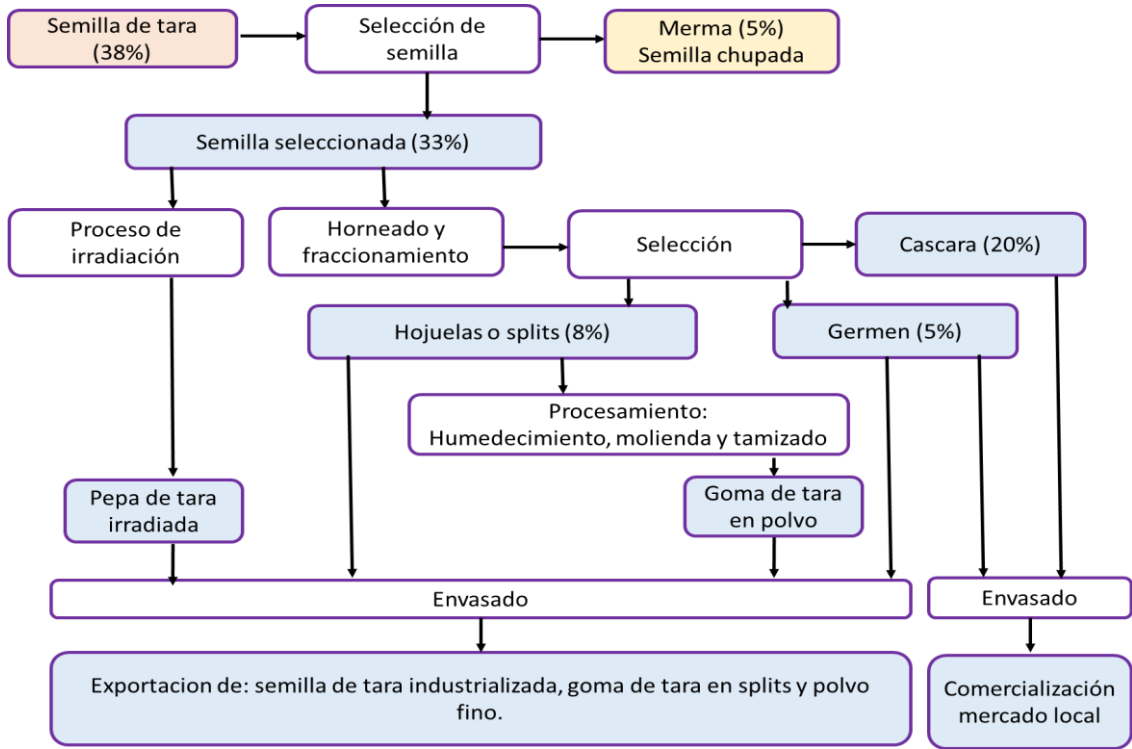 Semilla de tara
(38%)
Selección de
semilla
Merma (5%)
Semilla chupada
Semilla seleccionada (33%)
Proceso de
irradiación
Horneado y
fraccionamiento
Selección
Cascara (20%)
Hojuelas o splits (8%)
Germen (5%)
Procesamiento:
Humedecimiento, molienda y tamizado
Pepa de tara
irradiada
Goma de tara
en polvo
Envasado
Envasado
Exportacion de: semilla de tara industrializada, goma de tara en splits y polvo
fino.
Comercialización
mercado local